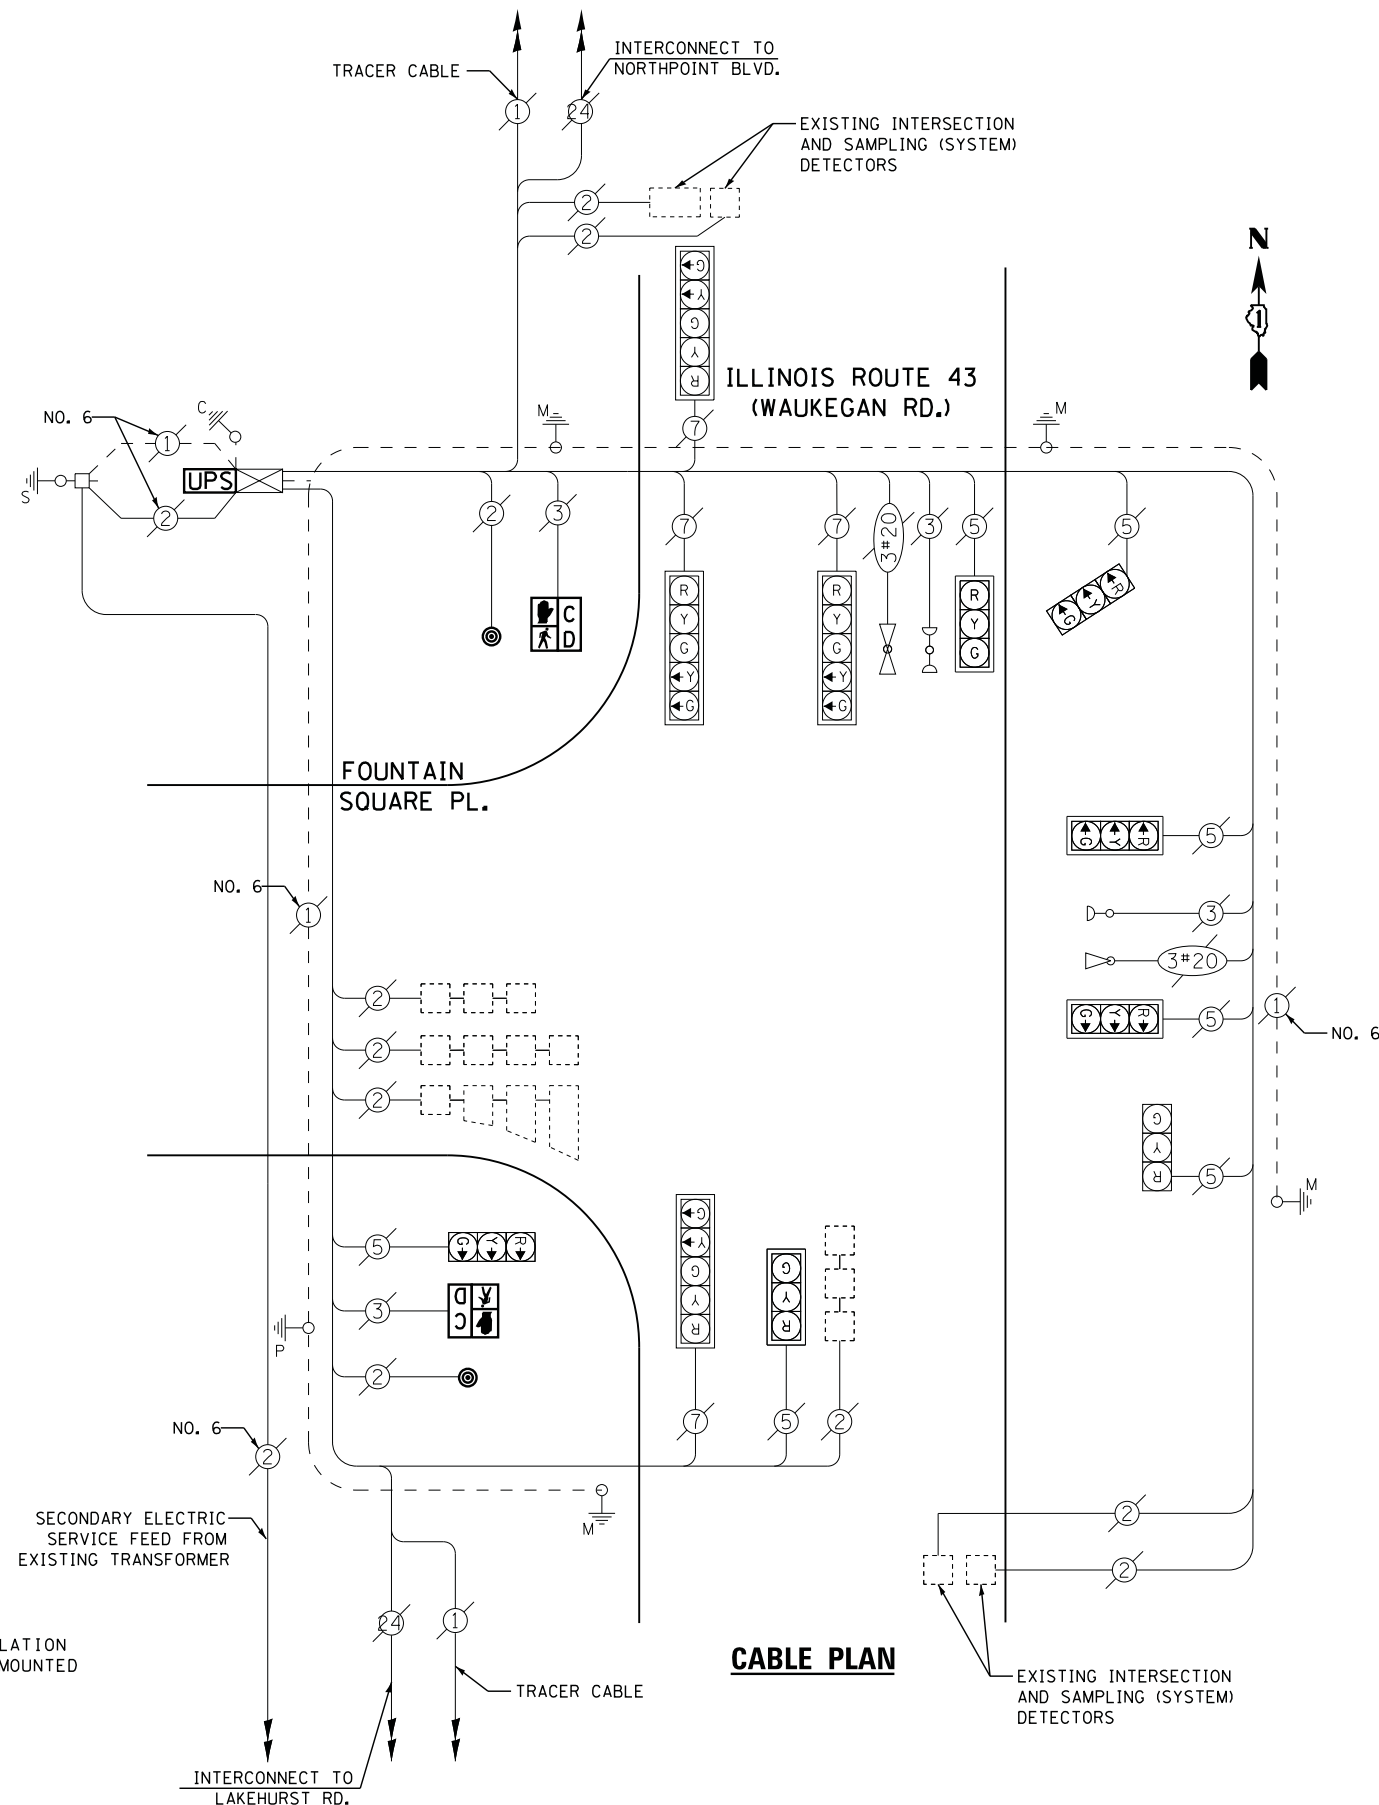 TRACER CABLE
INTERCONNECT TO
NORTHPOINT BLVD.
1
24
EXISTING INTERSECTION
AND SAMPLING (SYSTEM)
DETECTORS
2
2
N
1
G
Y
G
Y
R
ILLINOIS ROUTE 43
(WAUKEGAN RD.)
7
NO. 6
C
1
M
M
S
UPS
2
2
3
7
7
3#20
3
5
5
C
D
R
Y
G
Y
G
R
Y
G
Y
G
R
Y
G
R
Y
G
FOUNTAIN
SQUARE PL.
G
Y
R
5
NO. 6
1
3
3#20
2
G
Y
R
5
1
NO. 6
2
2
G
Y
R
5
M
5
G
Y
R
G
Y
G
Y
R
G
Y
R
3
D
C
P
2
7
5
2
NO. 6
2
M
SECONDARY ELECTRIC
SERVICE FEED FROM
EXISTING TRANSFORMER
2
2
24
1
LATION
MOUNTED
CABLE PLAN
TRACER CABLE
EXISTING INTERSECTION
AND SAMPLING (SYSTEM)
DETECTORS
INTERCONNECT TO
LAKEHURST RD.